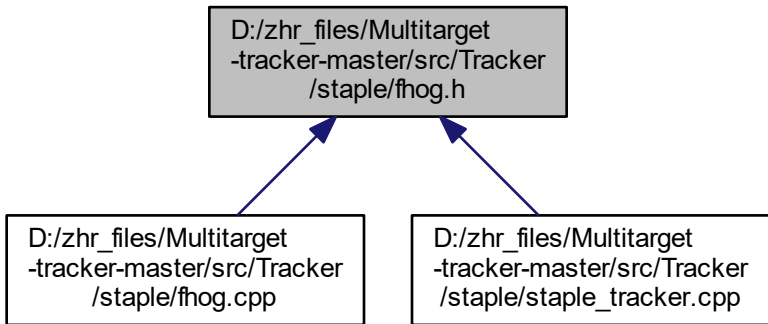 D:/zhr_files/Multitarget
-tracker-master/src/Tracker
/staple/fhog.h
D:/zhr_files/Multitarget
-tracker-master/src/Tracker
/staple/fhog.cpp
D:/zhr_files/Multitarget
-tracker-master/src/Tracker
/staple/staple_tracker.cpp